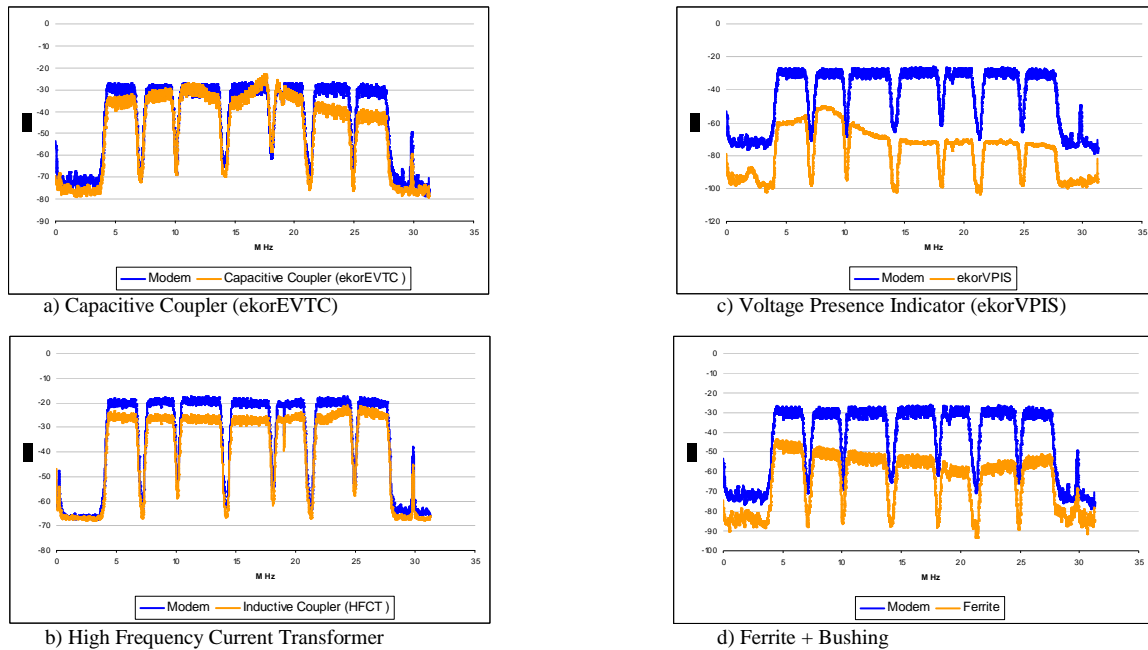 0
-10
-20
-30
-40
-50
-60
-70
-80
-90
0 5 10 15 20 25 30 35
M Hz
Modem Capacitive Coupler (ekorEVTC )
a) Capacitive Coupler (ekorEVTC)
0
-20
-40
-60
-80
-100
-120
0 5 10 15 20 25 30 35
M Hz
Modem ekorVPIS
c) Voltage Presence Indicator (ekorVPIS)
0
-10
-20
-30
-40
-50
-60
-70
-80
0 5 10 15 20 25 30 35
M Hz
Modem Inductive Coupler (HFCT )
b) High Frequency Current Transformer
0
-10
-20
-30
-40
-50
-60
-70
-80
-90
-100
0 5 10 15 20 25 30 35
M Hz
Modem Ferrite
d) Ferrite + Bushing